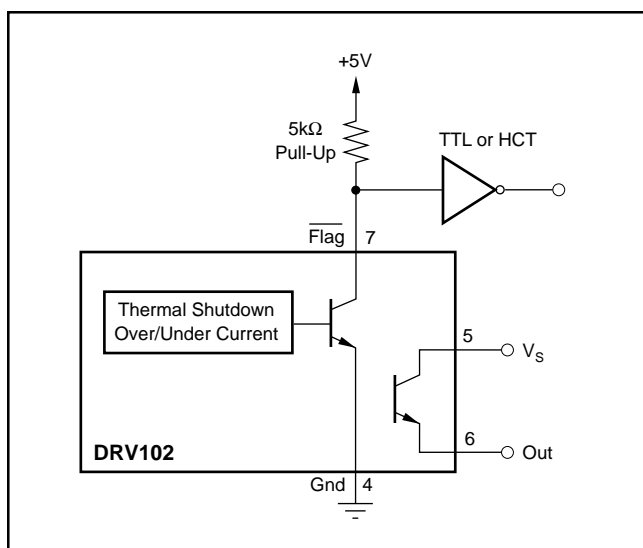 +5V
5kΩ
Pull-Up
TTL or HCT
Flag
7
Thermal Shutdown
Over/Under Current
5
V_S
6
Out
DRV102
Gnd
4